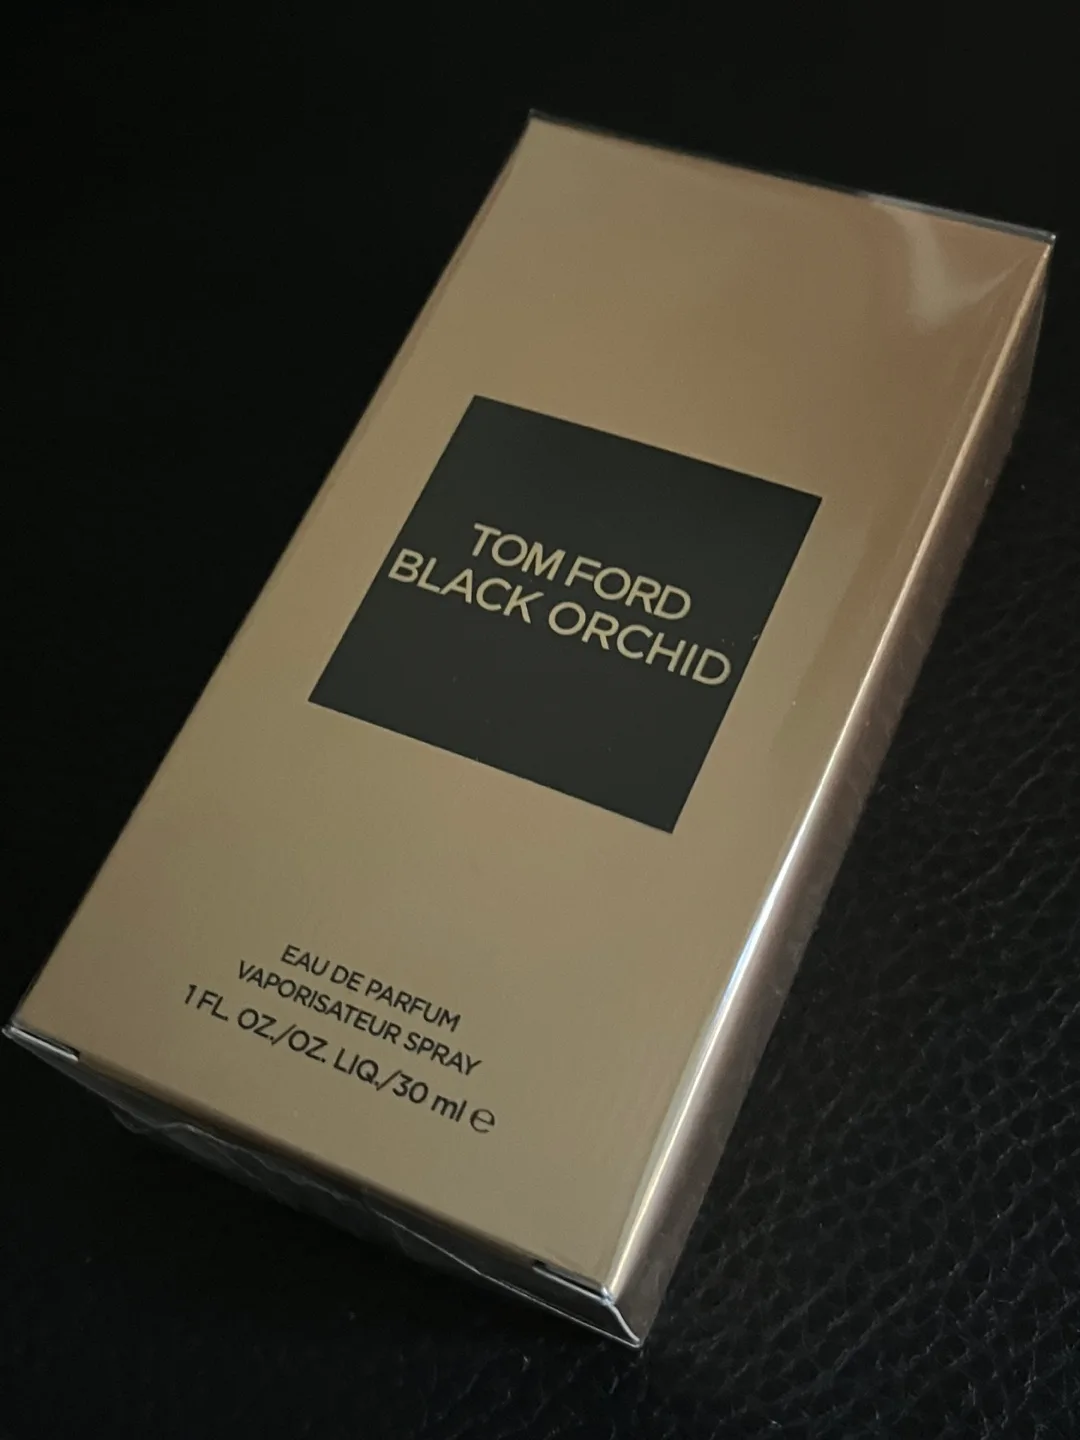 TOM FORD
BLACK ORCHID
EAU DE PARFUM
VAPORISATEUR SPRAY
1 FL. OZ./OZ. LIQ./30 ml ℮